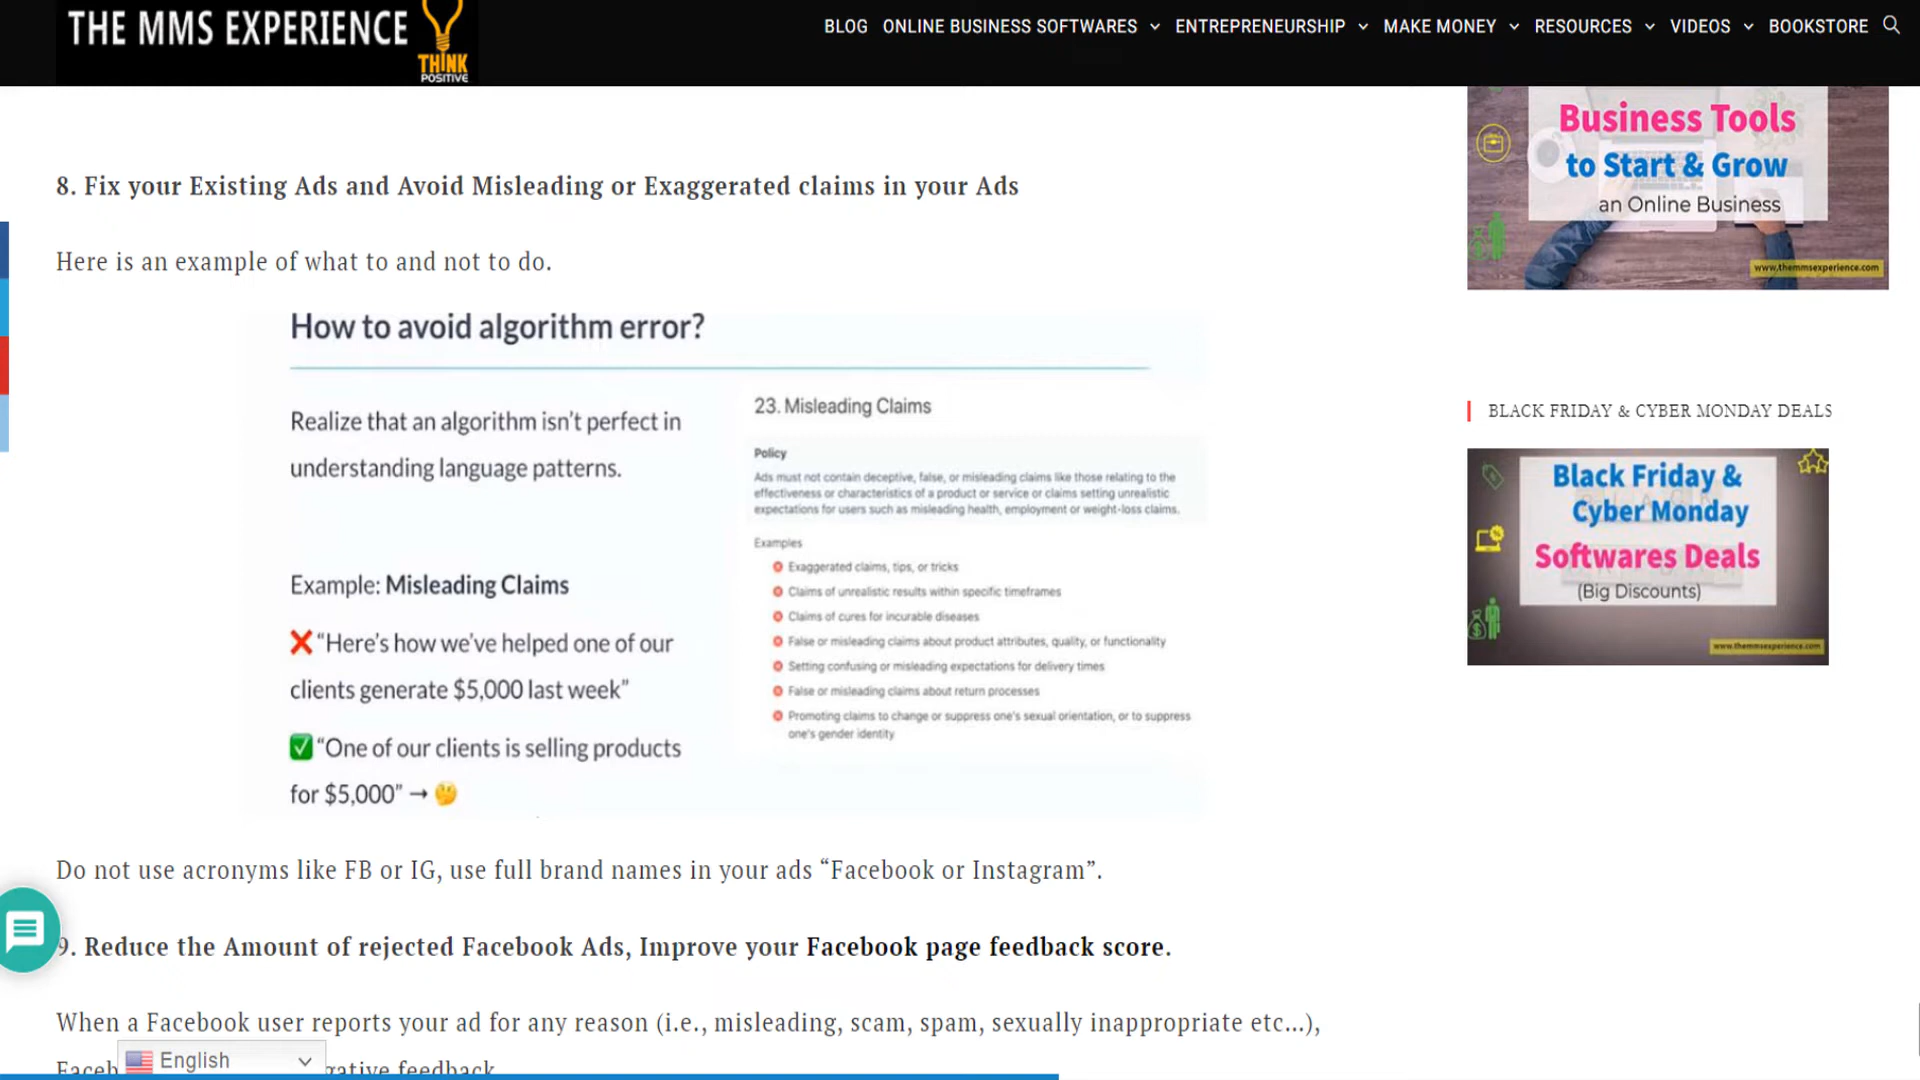 THE MMS EXPERIENCE
THINK
POSITIVE
BLOG ONLINE BUSINESS SOFTWARES ENTREPRENEURSHIP MAKE MONEY RESOURCES VIDEOS BOOKSTORE
8. Fix your Existing Ads and Avoid Misleading or Exaggerated claims in your Ads
Here is an example of what to and not to do.
How to avoid algorithm error?
Realize that an algorithm isn't perfect in
understanding language patterns.
Example: Misleading Claims
❌ “Here's how we've helped one of our
clients generate $5,000 last week”
✅ “One of our clients is selling products
for $5,000” → 🤔
23. Misleading Claims
Policy
Ads must not contain deceptive, false, or misleading claims like those relating to the
effectiveness or characteristics of a product or service or claims setting unrealistic
expectations for users such as misleading health, employment or weight-loss claims.
Examples
Exaggerated claims, tips, or tricks
Claims of unrealistic results within specific timeframes
Claims of cures for incurable diseases
False or misleading claims about product attributes, quality, or functionality
Setting confusing or misleading expectations for delivery times
False or misleading claims about return processes
Promoting claims to change or suppress one's sexual orientation, or to suppress
one's gender identity
Do not use acronyms like FB or IG, use full brand names in your ads “Facebook or Instagram”.
9. Reduce the Amount of rejected Facebook Ads, Improve your Facebook page feedback score.
When a Facebook user reports your ad for any reason (i.e., misleading, scam, spam, sexually inappropriate etc...),
feedback
English
Business Tools
to Start & Grow
an Online Business
www.themmsexperience.com
BLACK FRIDAY & CYBER MONDAY DEALS
Black Friday &
Cyber Monday
Softwares Deals
(Big Discounts)
www.themmsexperience.com